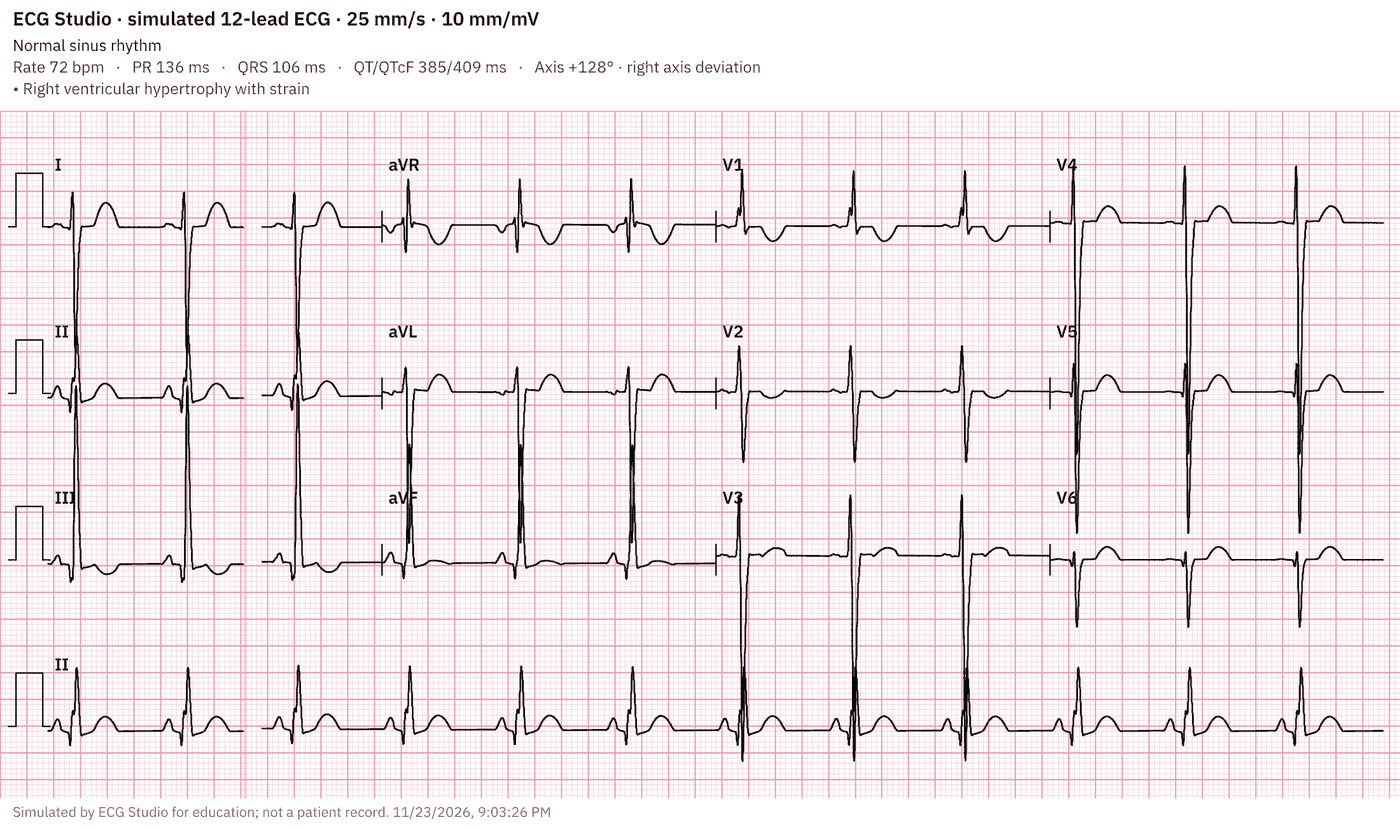 ECG Studio · simulated 12-lead ECG · 25 mm/s · 10 mm/mV
Normal sinus rhythm
Rate 72 bpm · PR 136 ms · QRS 106 ms · QT/QTcF 385/409 ms · Axis +128° · right axis deviation
• Right ventricular hypertrophy with strain
I aVR V1 V4
II aVL V2 V5
III aVF V3 V6
II
Simulated by ECG Studio for education; not a patient record. 11/23/2026, 9:03:26 PM